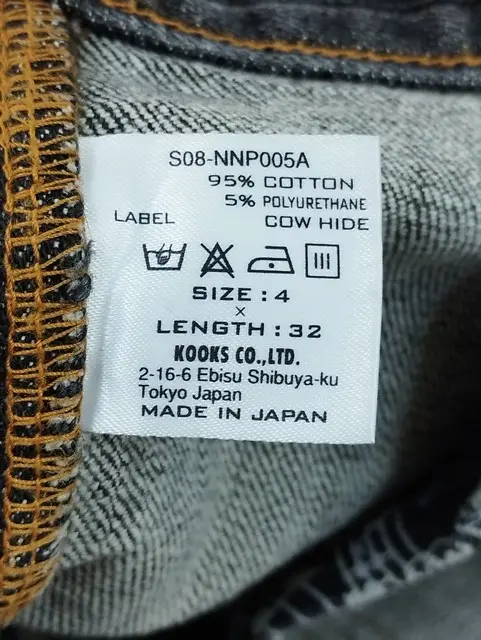 S08-NNP005A
95% COTTON
5% POLYURETHANE
LABEL COW HIDE
SIZE : 4
×
LENGTH : 32
KOOKS CO.,LTD.
2-16-6 Ebisu Shibuya-ku
Tokyo Japan
MADE IN JAPAN